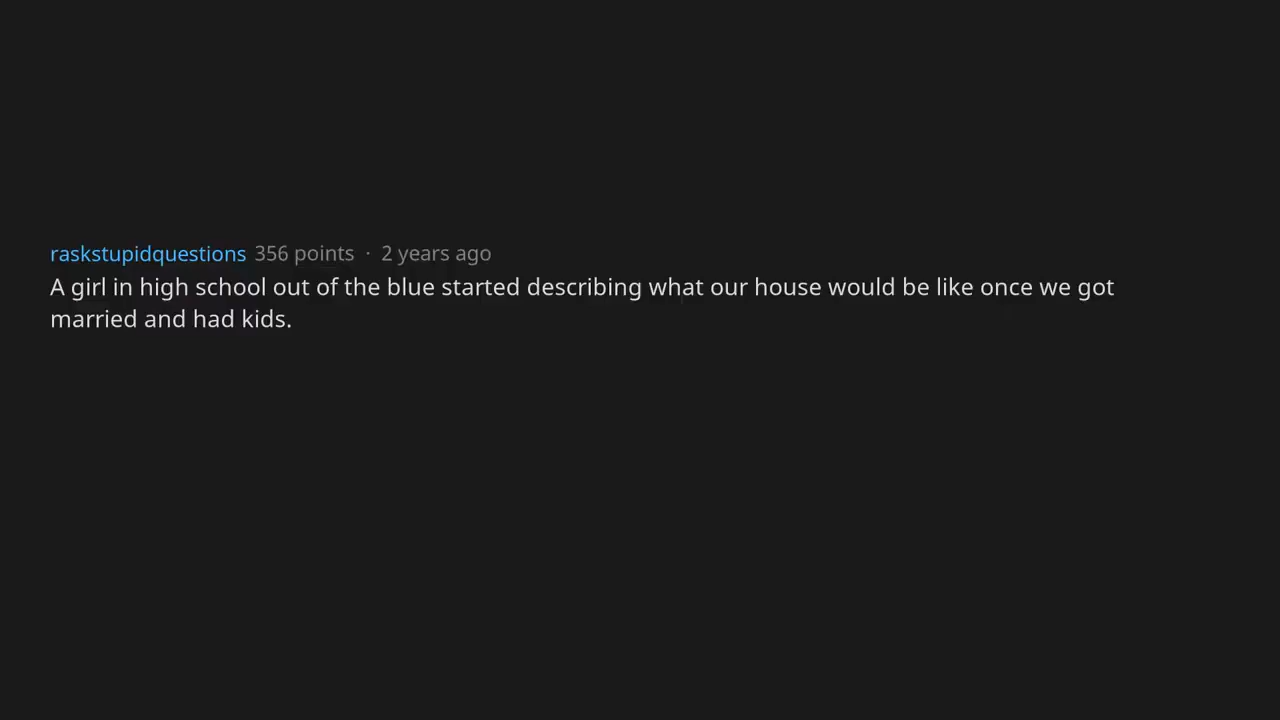 raskstupidquestions 356 points · 2 years ago
A girl in high school out of the blue started describing what our house would be like once we got
married and had kids.